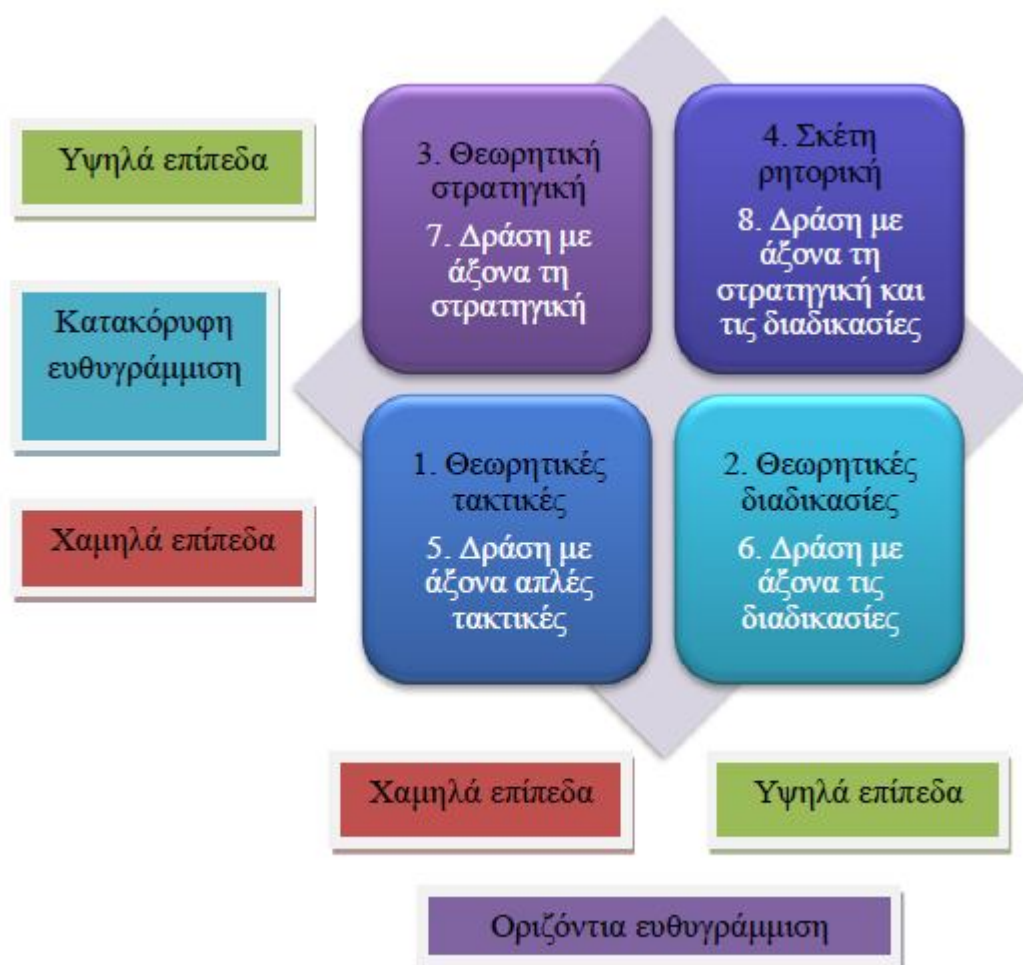 Υψηλά επίπεδα
Κατακόρυφη
ευθυγράμμιση
Χαμηλά επίπεδα
3. Θεωρητική
στρατηγική
7. Δράση με
άξονα τη
στρατηγική
4. Σκέτη
ρητορική
8. Δράση με
άξονα τη
στρατηγική και
τις διαδικασίες
1. Θεωρητικές
τακτικές
5. Δράση με
άξονα απλές
τακτικές
2. Θεωρητικές
διαδικασίες
6. Δράση με
άξονα τις
διαδικασίες
Χαμηλά επίπεδα
Υψηλά επίπεδα
Οριζόντια ευθυγράμμιση